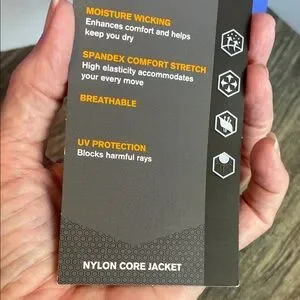 MOISTURE WICKING
Enhances comfort and helps
keep you dry
SPANDEX COMFORT STRETCH
High elasticity accommodates
your every move
BREATHABLE
UV PROTECTION
Blocks harmful rays
NYLON CORE JACKET